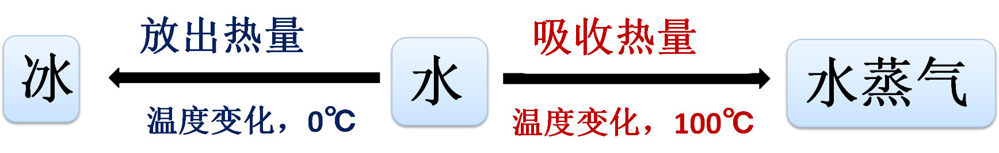 冰
放出热量
温度变化，0℃
水
吸收热量
温度变化，100℃
水蒸气